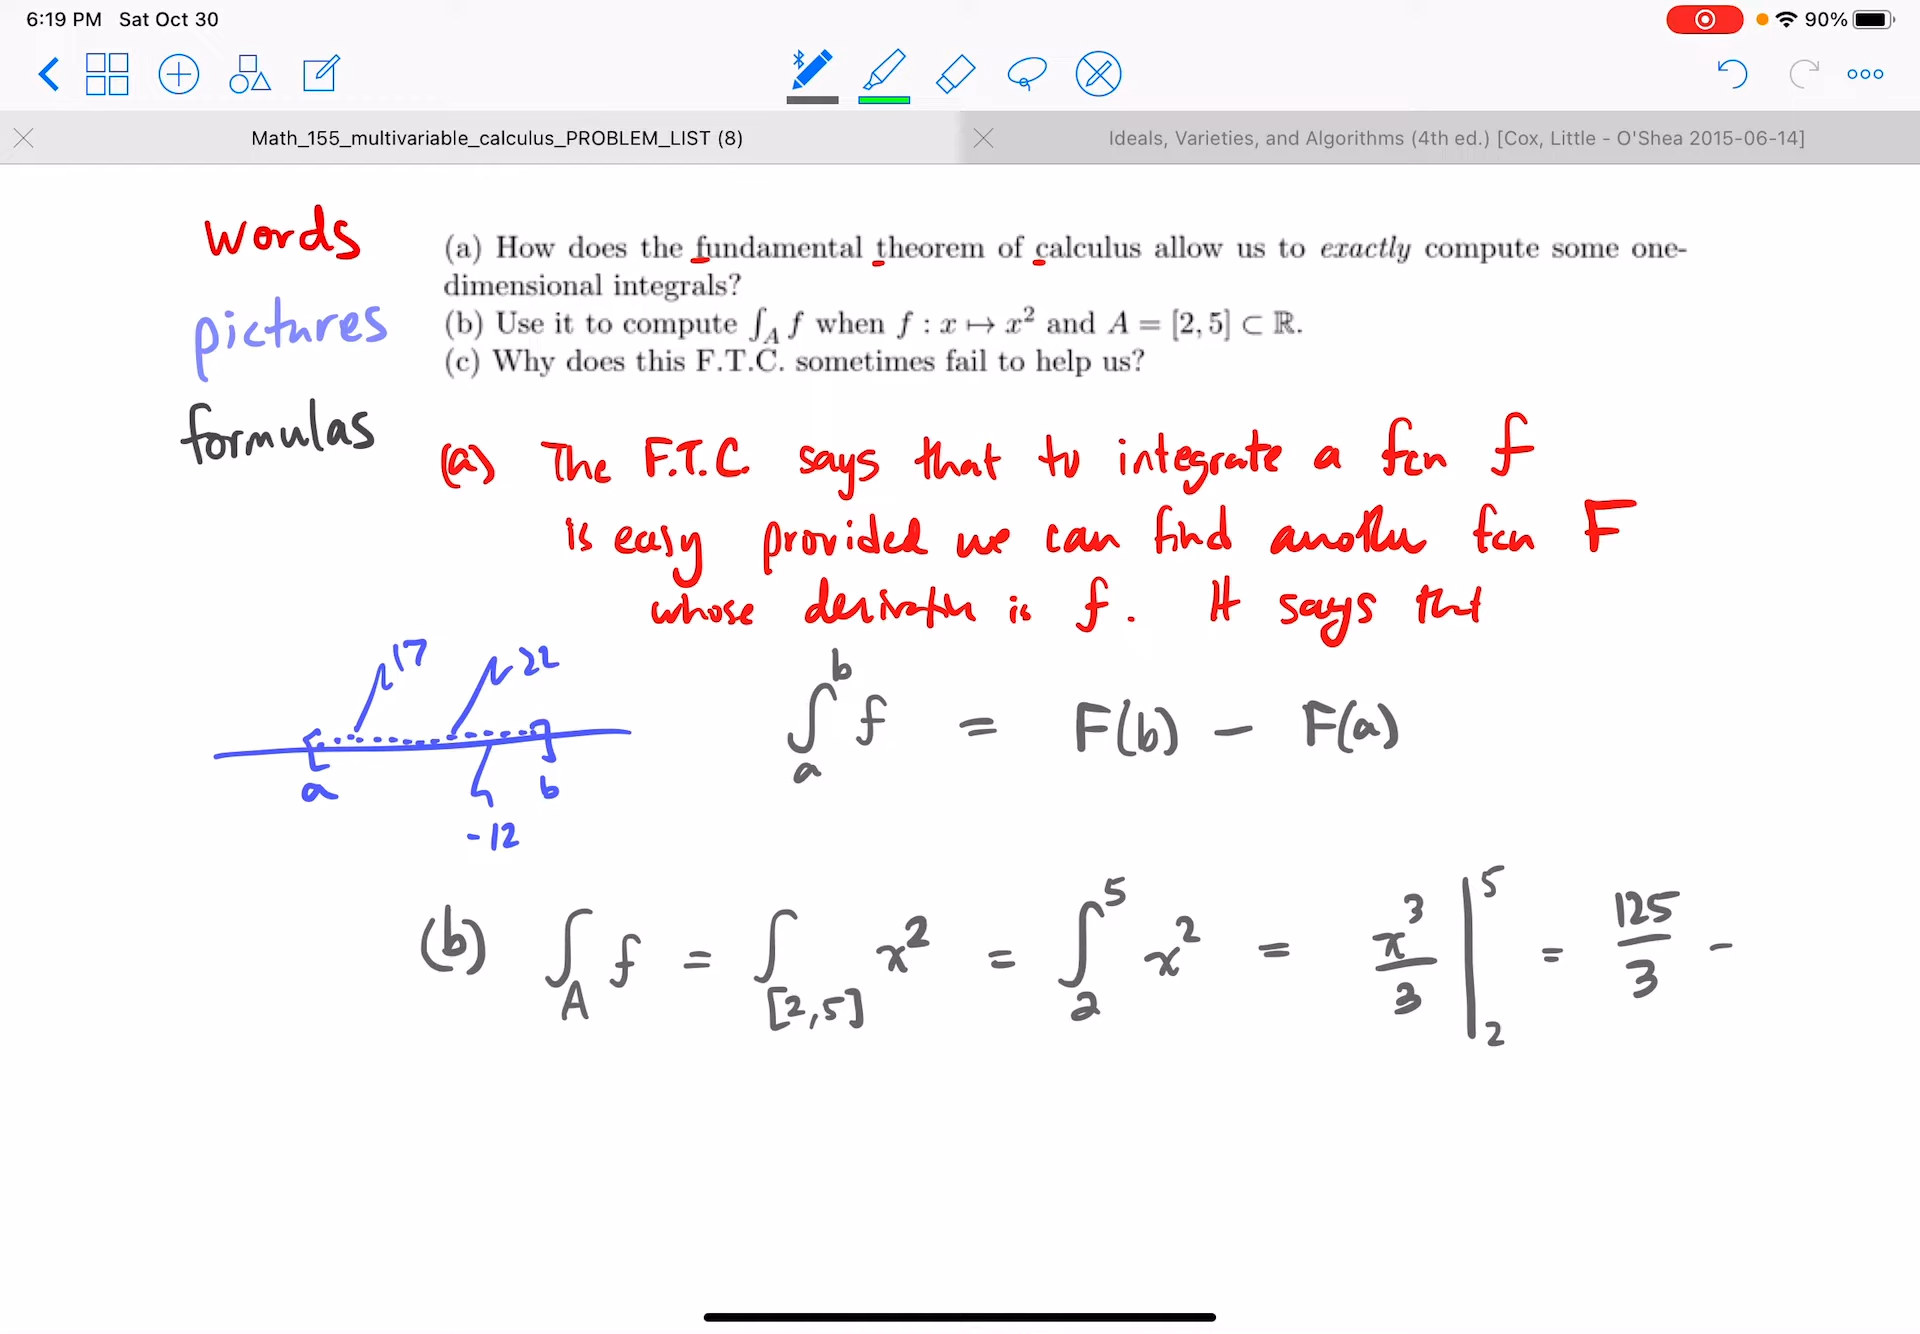 6:19 PM Sat Oct 30
90%
Math_155_multivariable_calculus_PROBLEM_LIST (8)
Ideals, Varieties, and Algorithms (4th ed.) [Cox, Little - O'Shea 2015-06-14]
words
pictures
formulas
(a) How does the fundamental theorem of calculus allow us to exactly compute some one-
dimensional integrals?
(b) Use it to compute ∫_A f when f : x ↦ x² and A = [2, 5] ⊂ ℝ.
(c) Why does this F.T.C. sometimes fail to help us?
(a) The F.T.C. says that to integrate a fcn f
is easy provided we can find another fcn F
whose derivative is f. It says that
17
22
a
b
-12
∫_a^b f = F(b) - F(a)
(b) ∫_A f = ∫_[2,5] x² = ∫_2^5 x² = x³/3 |_2^5 = 125/3 -